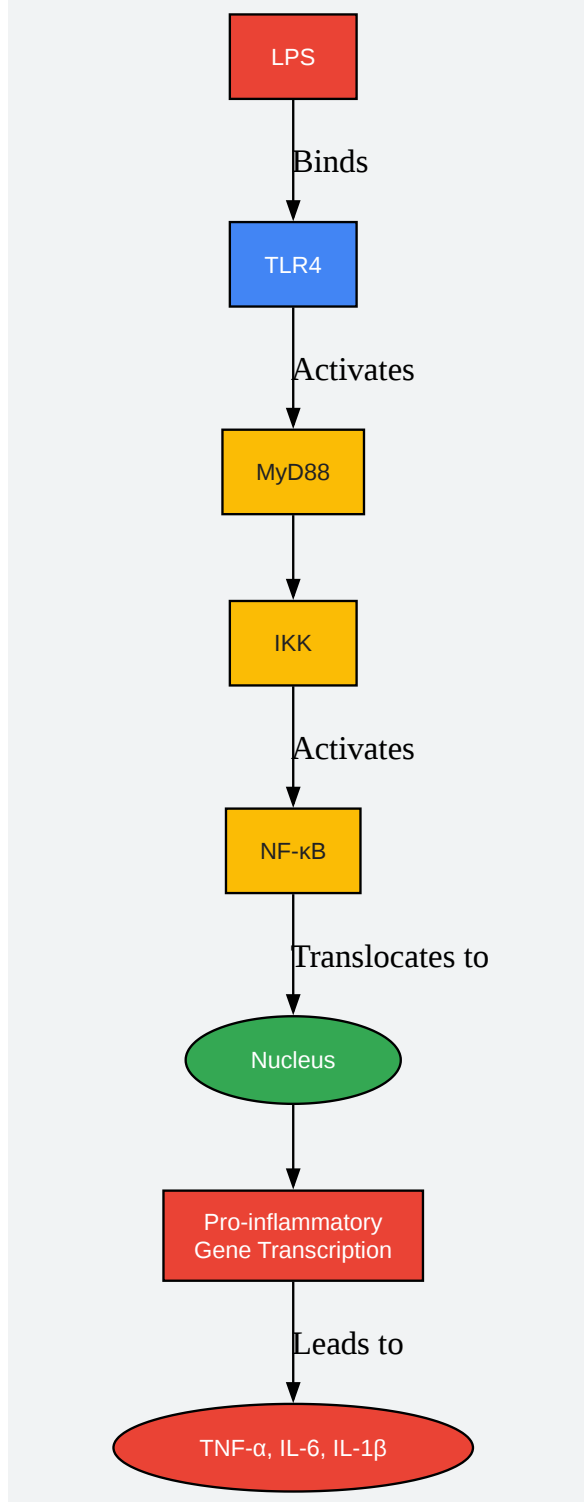 LPS
Binds
TLR4
Activates
MyD88
IKK
Activates
NF-κB
Translocates to
Nucleus
Pro-inflammatory
Gene Transcription
Leads to
TNF-α, IL-6, IL-1β